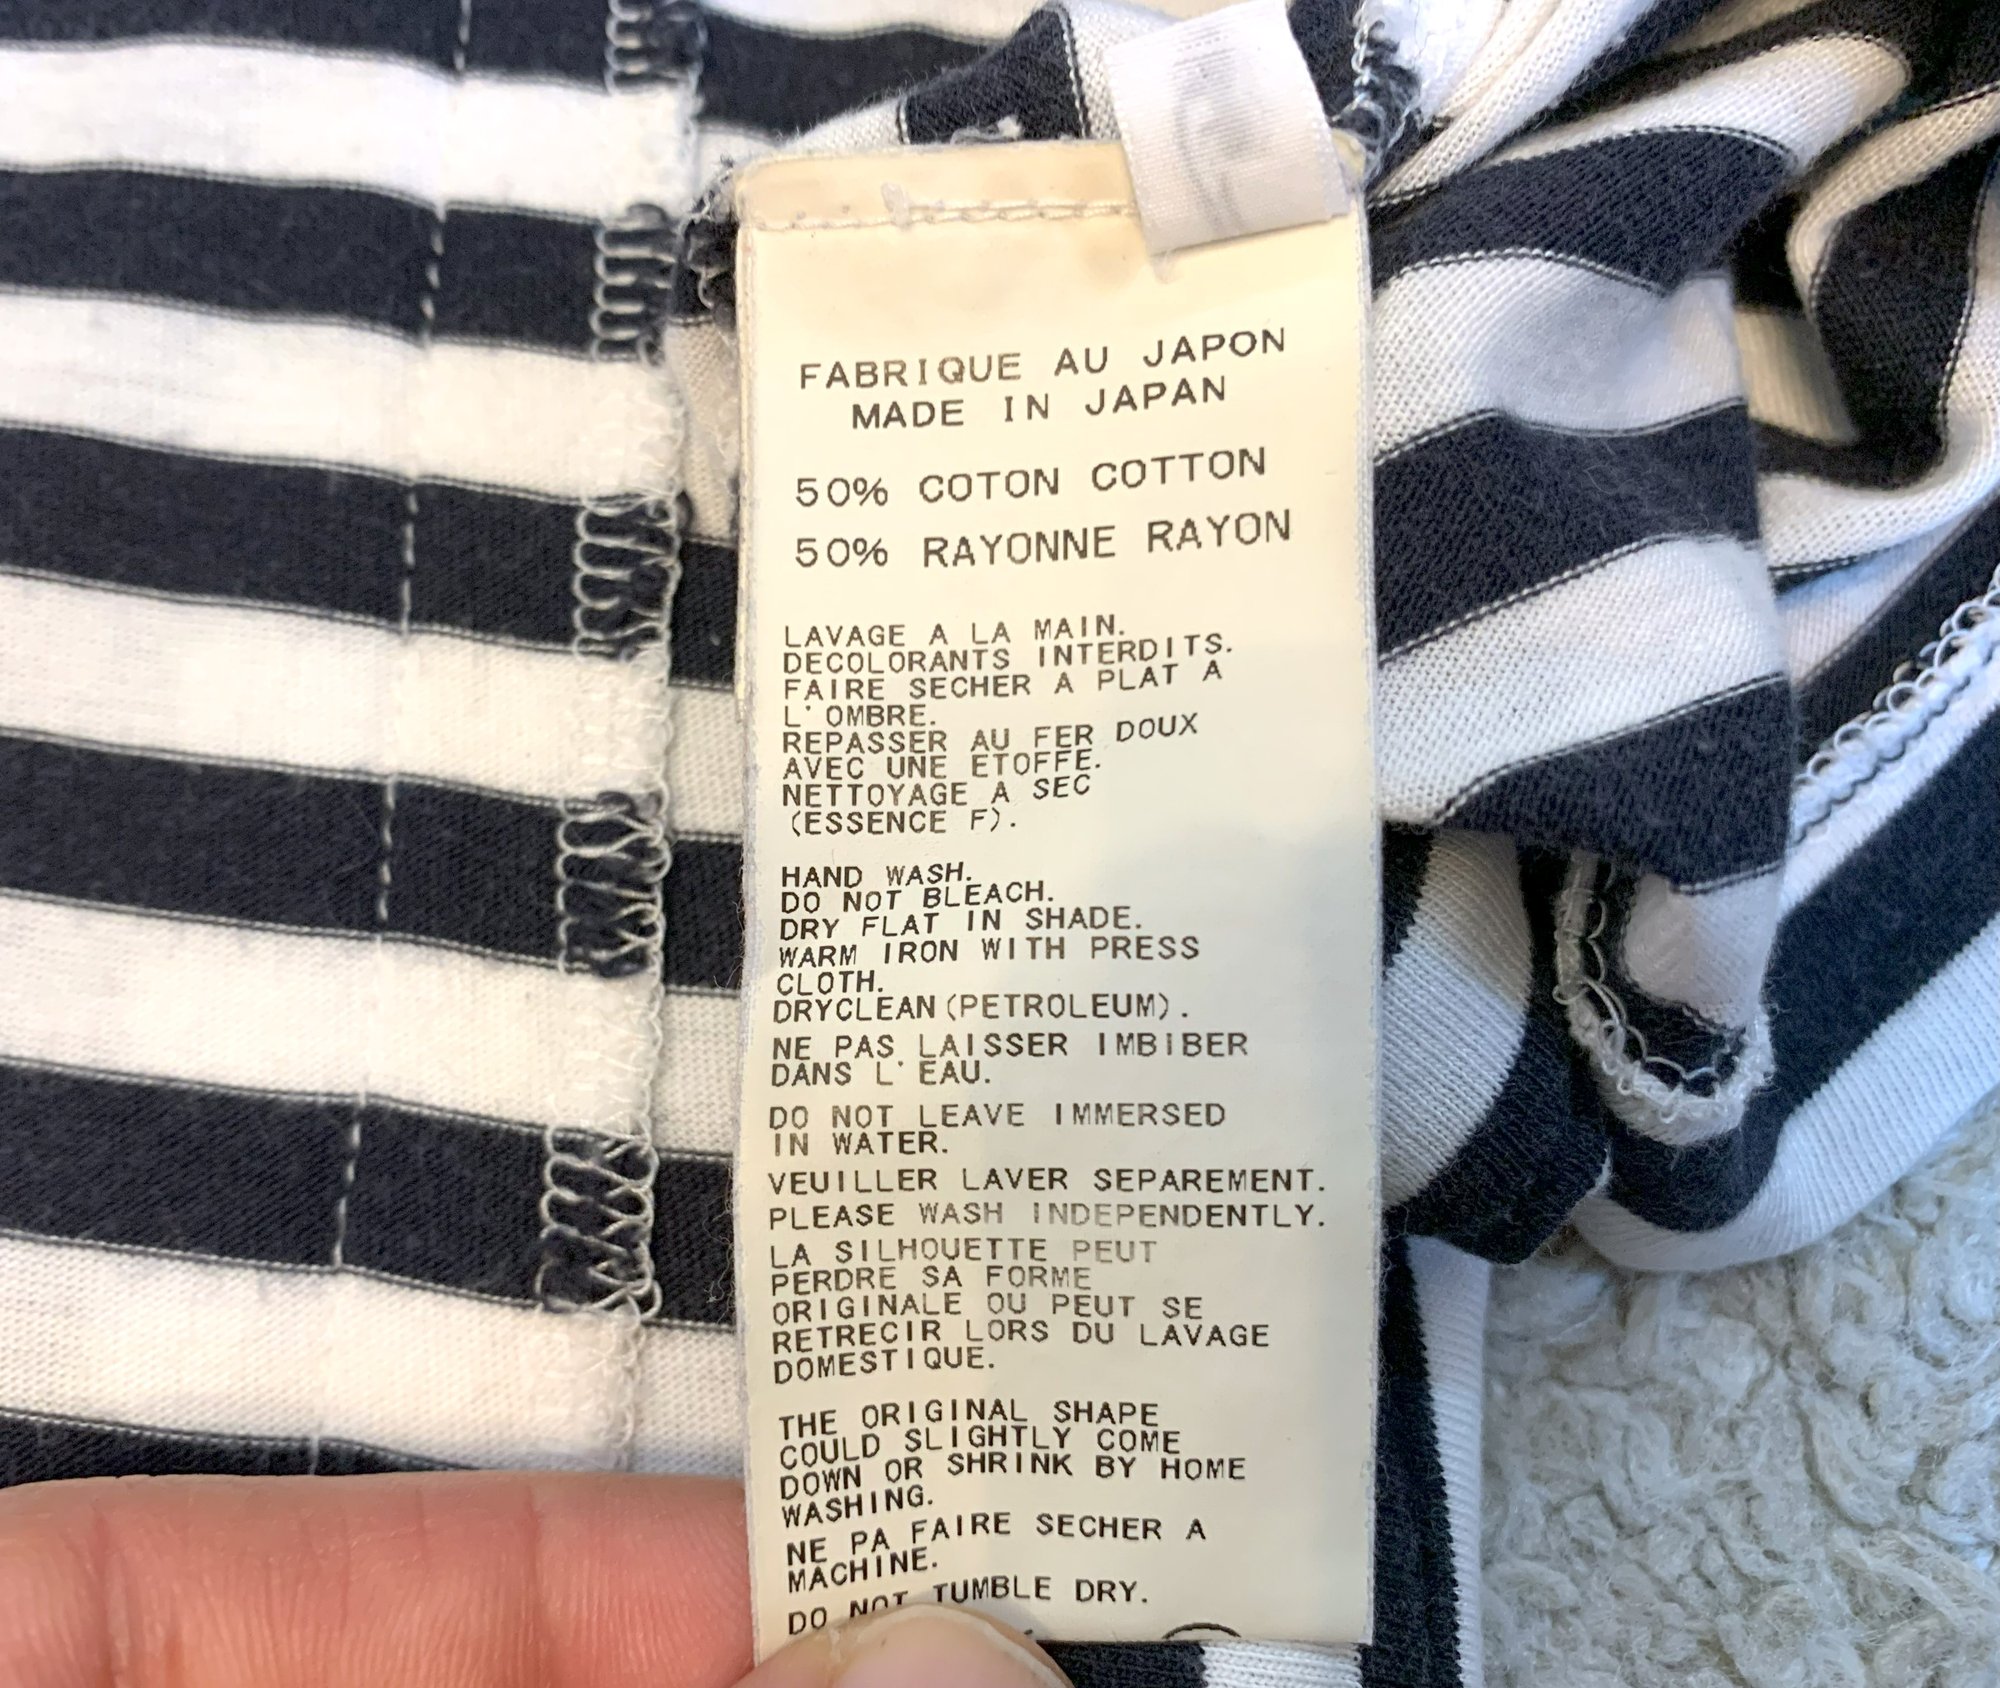 FABRIQUE AU JAPON
MADE IN JAPAN
50% COTON COTTON
50% RAYONNE RAYON
LAVAGE A LA MAIN.
DECOLORANTS INTERDITS.
FAIRE SECHER A PLAT A
L'OMBRE.
REPASSER AU FER DOUX
AVEC UNE ETOFFE.
NETTOYAGE A SEC
(ESSENCE F).
HAND WASH.
DO NOT BLEACH.
DRY FLAT IN SHADE.
WARM IRON WITH PRESS
CLOTH.
DRYCLEAN(PETROLEUM).
NE PAS LAISSER IMBIBER
DANS L'EAU.
DO NOT LEAVE IMMERSED
IN WATER.
VEUILLER LAVER SEPAREMENT.
PLEASE WASH INDEPENDENTLY.
LA SILHOUETTE PEUT
PERDRE SA FORME
ORIGINALE OU PEUT SE
RETRECIR LORS DU LAVAGE
DOMESTIQUE.
THE ORIGINAL SHAPE
COULD SLIGHTLY COME
DOWN OR SHRINK BY HOME
WASHING.
NE PA FAIRE SECHER A
MACHINE.
DO NOT TUMBLE DRY.